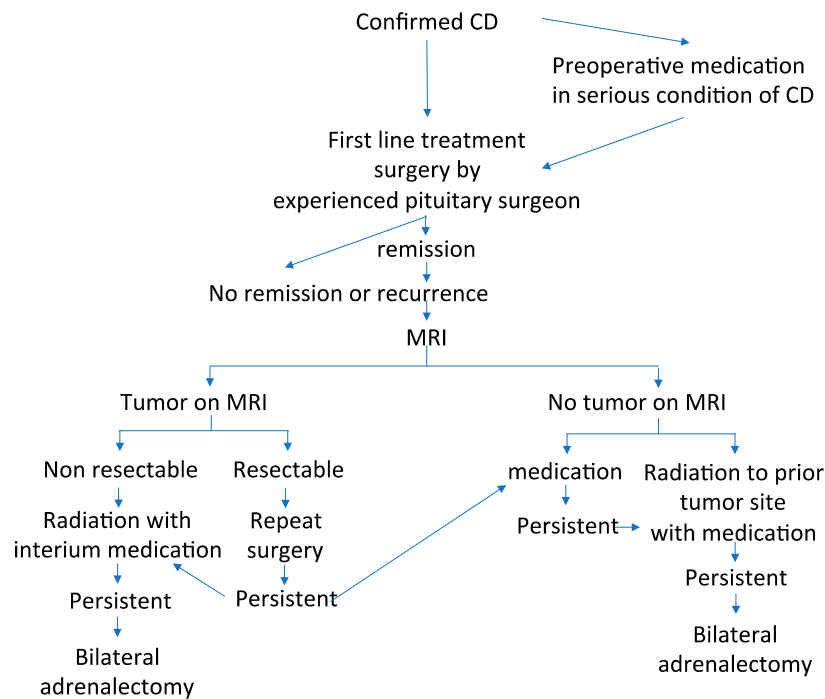 Confirmed CD
Preoperative medication
in serious condition of CD
First line treatment
surgery by
experienced pituitary surgeon
remission
No remission or recurrence
MRI
Tumor on MRI
No tumor on MRI
Non resectable
Resectable
medication
Radiation to prior
tumor site
with medication
Radiation with
interium medication
Repeat
surgery
Persistent
Persistent
Persistent
Persistent
Bilateral
adrenalectomy
Bilateral
adrenalectomy